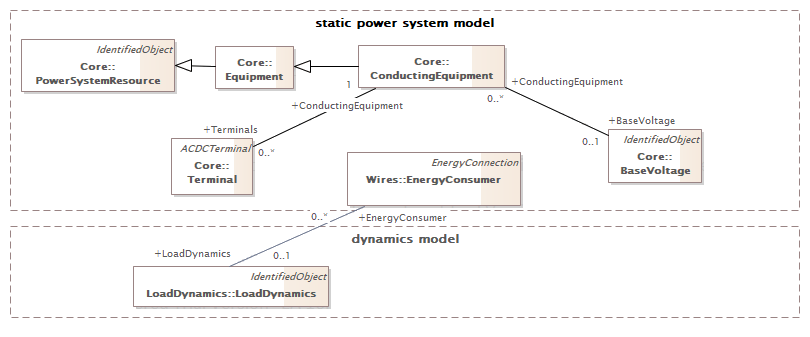 static power system model
IdentifiedObject
Core::
PowerSystemResource
Core::
Equipment
Core::
ConductingEquipment
1
+ConductingEquipment
+ConductingEquipment
0..*
+Terminals
0..*
+BaseVoltage
0..1
ACDCTerminal
Core::
Terminal
IdentifiedObject
Core::
BaseVoltage
EnergyConnection
Wires::EnergyConsumer
0..*
+EnergyConsumer
dynamics model
+LoadDynamics
0..1
IdentifiedObject
LoadDynamics::LoadDynamics